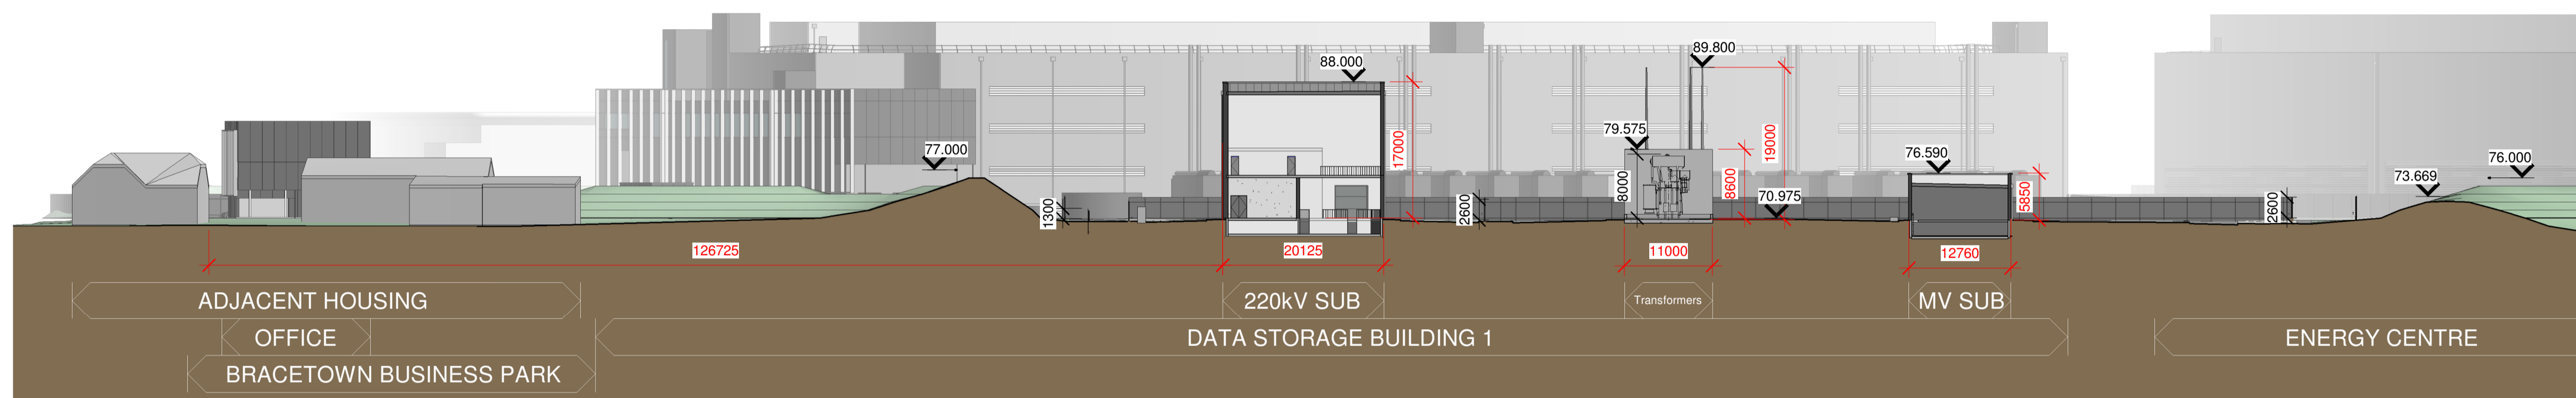 89.800
88.000
79.575
77.000
76.590
76.000
73.669
70.975
17000
19000
8000
8600
5850
1300
2600
2600
126725
20125
11000
12760
ADJACENT HOUSING
220kV SUB
Transformers
MV SUB
OFFICE
DATA STORAGE BUILDING 1
ENERGY CENTRE
BRACETOWN BUSINESS PARK